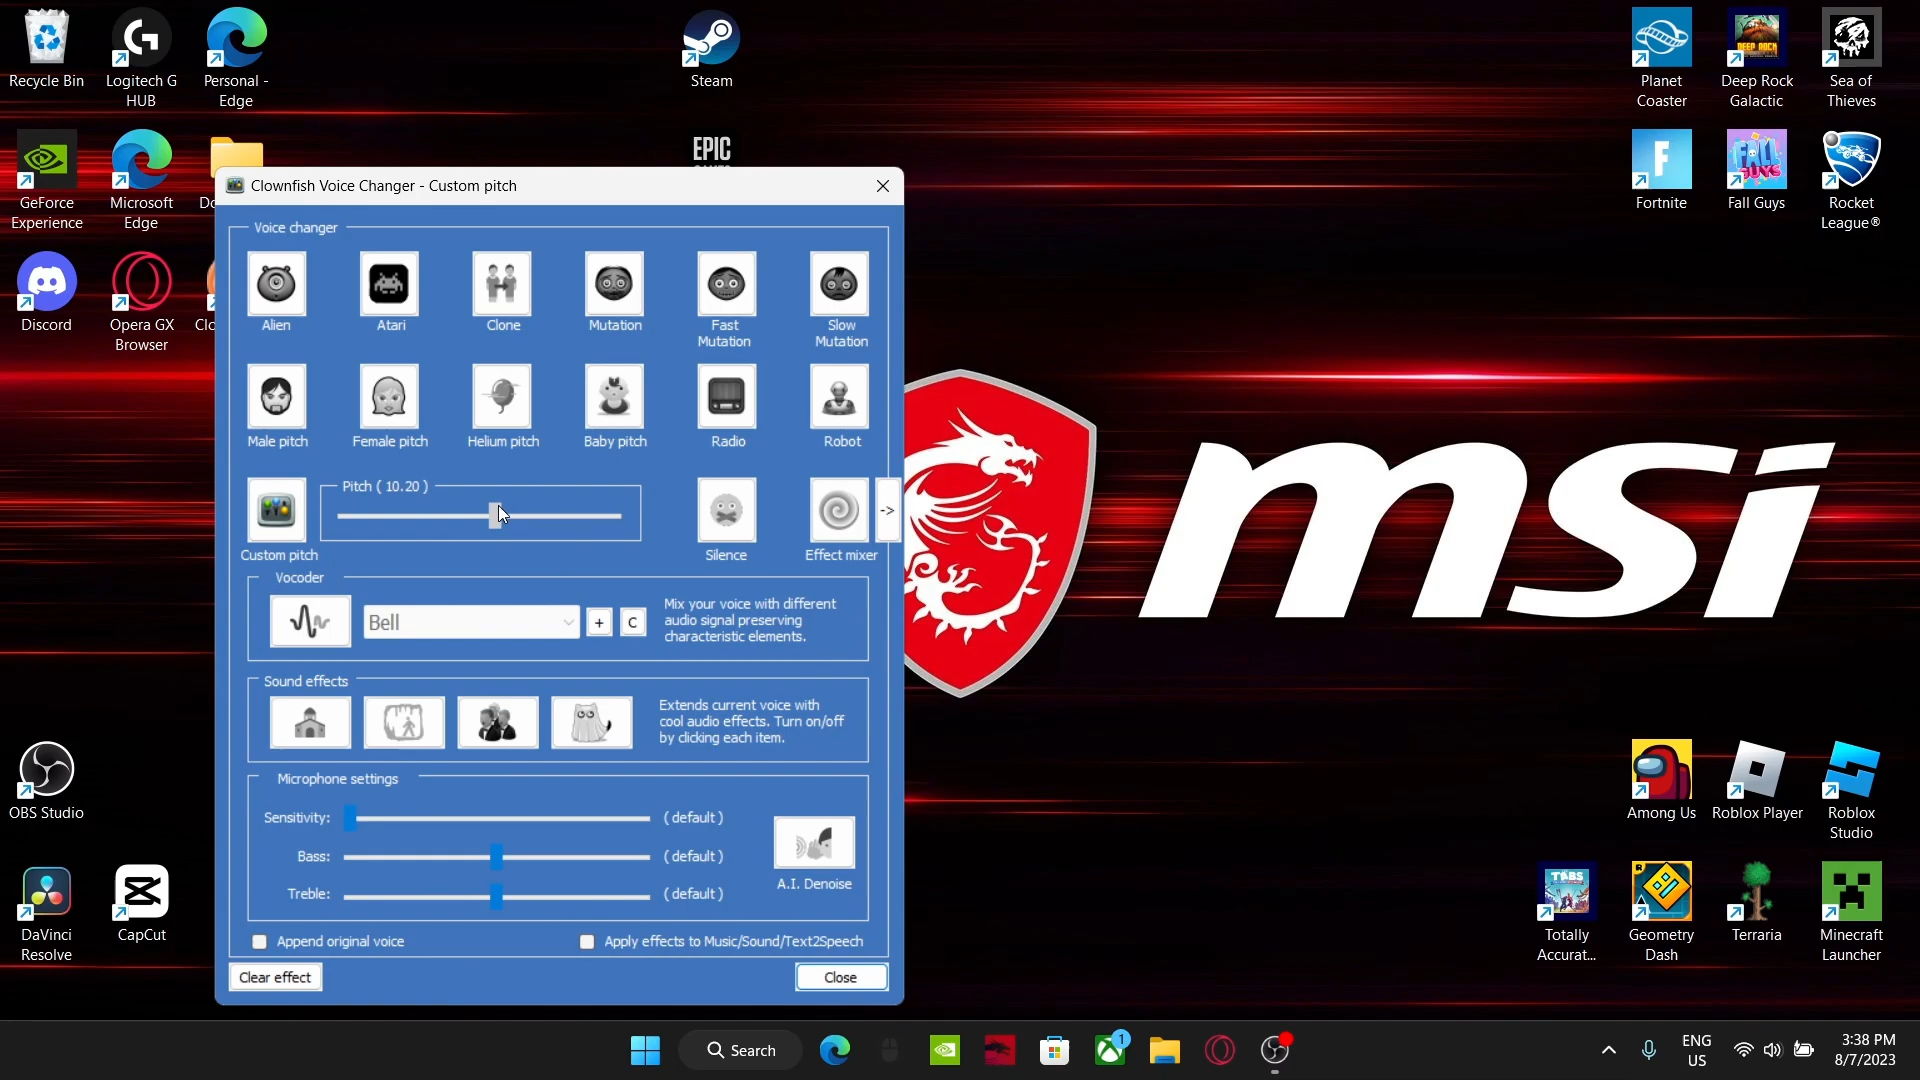 Recycle Bin
Logitech G
HUB
Personal -
Edge
Steam
Planet
Coaster
Deep Rock
Galactic
Sea of
Thieves
GeForce
Experience
Microsoft
Edge
EPIC
Fortnite
Fall Guys
Rocket
League®
Discord
Opera GX
Browser
Clownfish Voice Changer - Custom pitch
Voice changer
Alien
Atari
Clone
Mutation
Fast
Mutation
Slow
Mutation
Male pitch
Female pitch
Helium pitch
Baby pitch
Radio
Robot
Pitch ( 10.20 )
->
Custom pitch
Silence
Effect mixer
Vocoder
Bell
+
C
Mix your voice with different
audio signal preserving
characteristic elements.
Sound effects
Extends current voice with
cool audio effects. Turn on/off
by clicking each item.
Microphone settings
Sensitivity:
( default )
Bass:
( default )
Treble:
( default )
A.I. Denoise
Append original voice
Apply effects to Music/Sound/Text2Speech
Clear effect
Close
msi
OBS Studio
DaVinci
Resolve
CapCut
Among Us
Roblox Player
Roblox
Studio
TABS
Totally
Accurat...
Geometry
Dash
Terraria
Minecraft
Launcher
Search
1
ENG
US
3:38 PM
8/7/2023